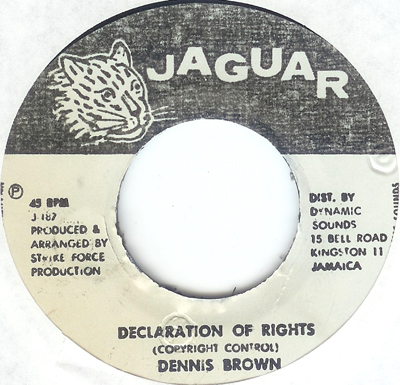 JAGUAR
℗
45 RPM
J-187
PRODUCED &
ARRANGED BY
STRIKE FORCE
PRODUCTION
DIST. BY
DYNAMIC
SOUNDS
15 BELL ROAD
KINGSTON 11
JAMAICA
DECLARATION OF RIGHTS
(COPYRIGHT CONTROL)
DENNIS BROWN
SOUNDS